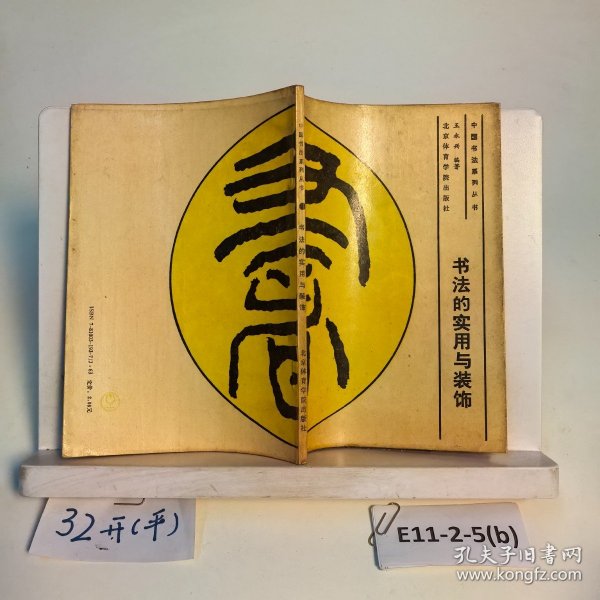 中国书法系列丛书
王永兴 编著
北京体育学院出版社
书法的实用与装饰
中国书法系列丛书
书法的实用与装饰
北京体育学院出版社
32开(平)
E11-2-5(b)
孔夫子旧书网
www.kongfz.com